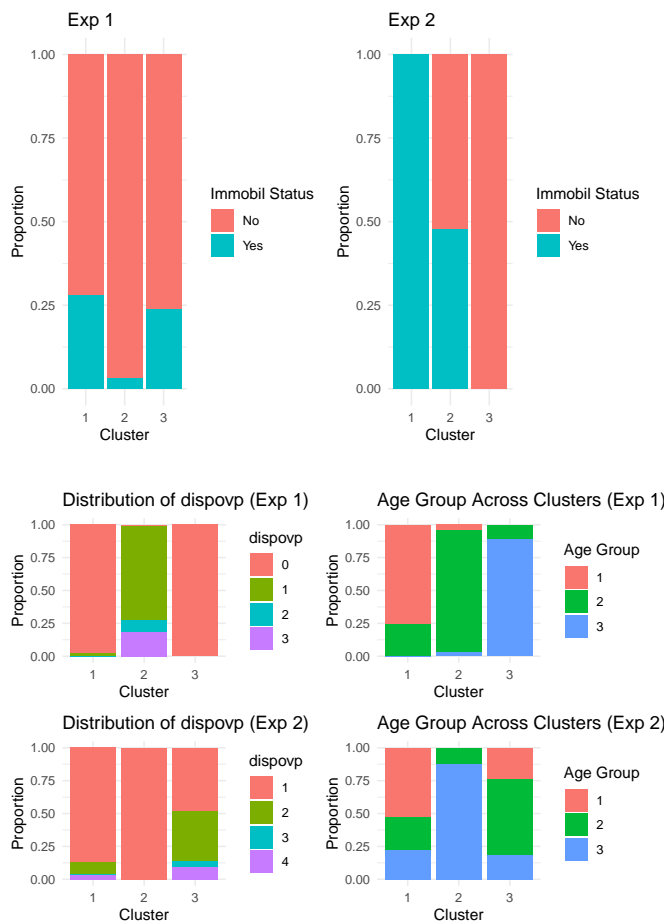 Exp 1
1.00
0.75
0.50
0.25
0.00
Proportion
1 2 3
Cluster
Immobil Status
No
Yes
Exp 2
1.00
0.75
0.50
0.25
0.00
Proportion
1 2 3
Cluster
Immobil Status
No
Yes
Distribution of dispovp (Exp 1)
1.00
0.75
0.50
0.25
0.00
Proportion
1 2 3
Cluster
dispovp
0
1
2
3
Age Group Across Clusters (Exp 1)
1.00
0.75
0.50
0.25
0.00
Proportion
1 2 3
Cluster
Age Group
1
2
3
Distribution of dispovp (Exp 2)
1.00
0.75
0.50
0.25
0.00
Proportion
1 2 3
Cluster
dispovp
1
2
3
4
Age Group Across Clusters (Exp 2)
1.00
0.75
0.50
0.25
0.00
Proportion
1 2 3
Cluster
Age Group
1
2
3